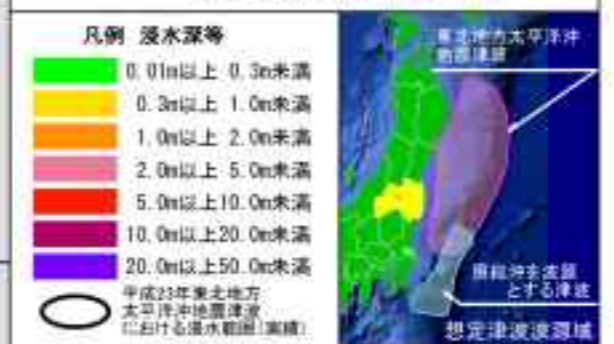 凡例 浸水深等
0.01m以上 0.3m未満
0.3m以上 1.0m未満
1.0m以上 2.0m未満
2.0m以上 5.0m未満
5.0m以上10.0m未満
10.0m以上20.0m未満
20.0m以上50.0m未満
平成23年東北地方
太平洋沖地震津波
における浸水範囲(実績)
東北地方太平洋沖
地震津波
房総沖を波源
とする津波
想定津波波源域